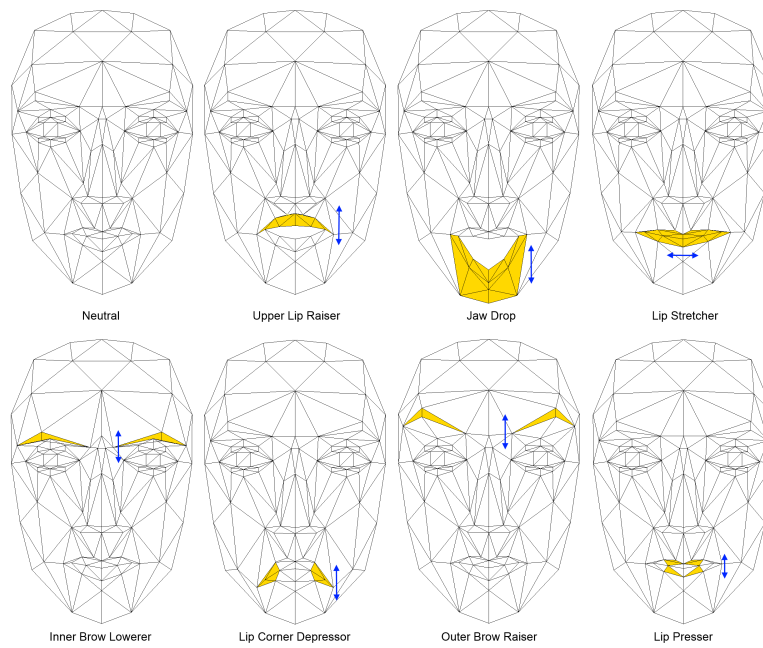 Neutral
Upper Lip Raiser
Jaw Drop
Lip Stretcher
Inner Brow Lowerer
Lip Corner Depressor
Outer Brow Raiser
Lip Presser